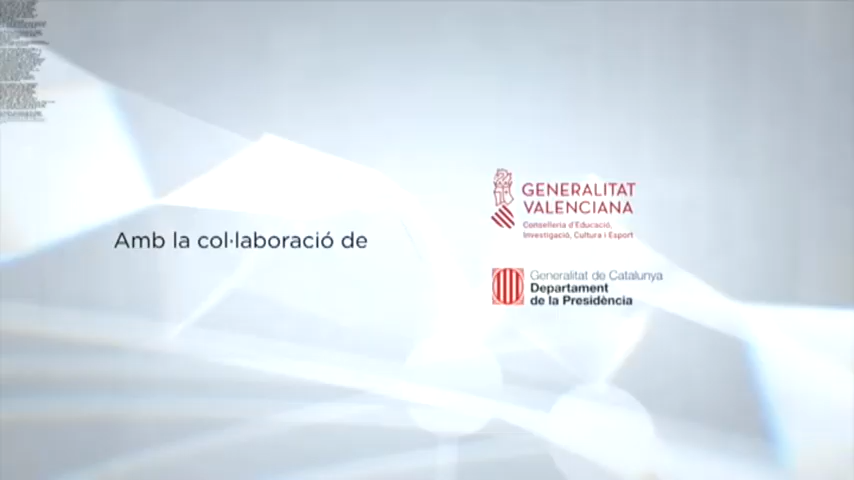 Amb la col·laboració de
GENERALITAT
VALENCIANA
Conselleria d'Educació,
Investigació, Cultura i Esport
Generalitat de Catalunya
Departament
de la Presidència